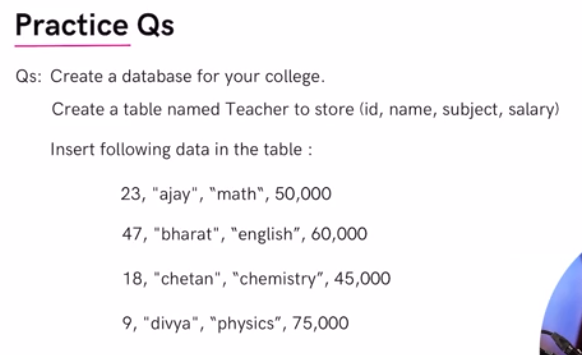 Practice Qs
Qs: Create a database for your college.
Create a table named Teacher to store (id, name, subject, salary)
Insert following data in the table :
23, "ajay", "math", 50,000
47, "bharat", "english", 60,000
18, "chetan", "chemistry", 45,000
9, "divya", "physics", 75,000